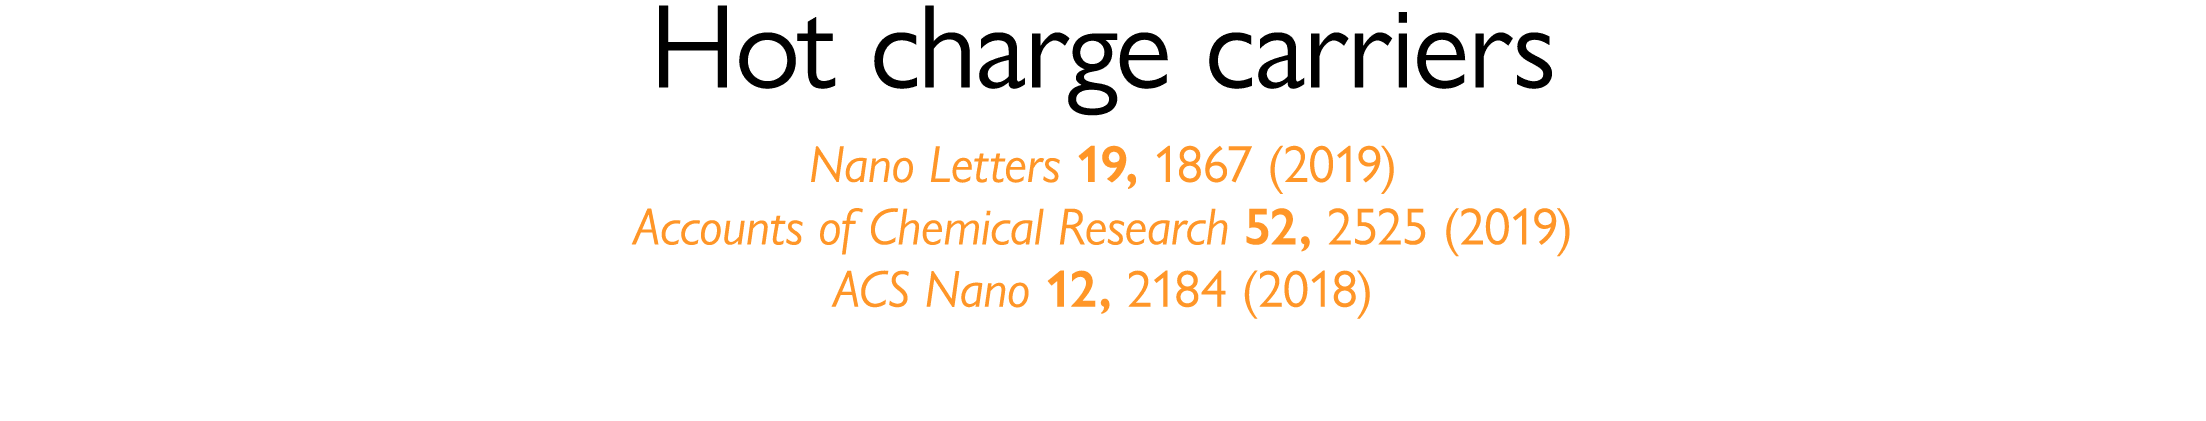 Hot charge carriers
Nano Letters 19, 1867 (2019)
Accounts of Chemical Research 52, 2525 (2019)
ACS Nano 12, 2184 (2018)